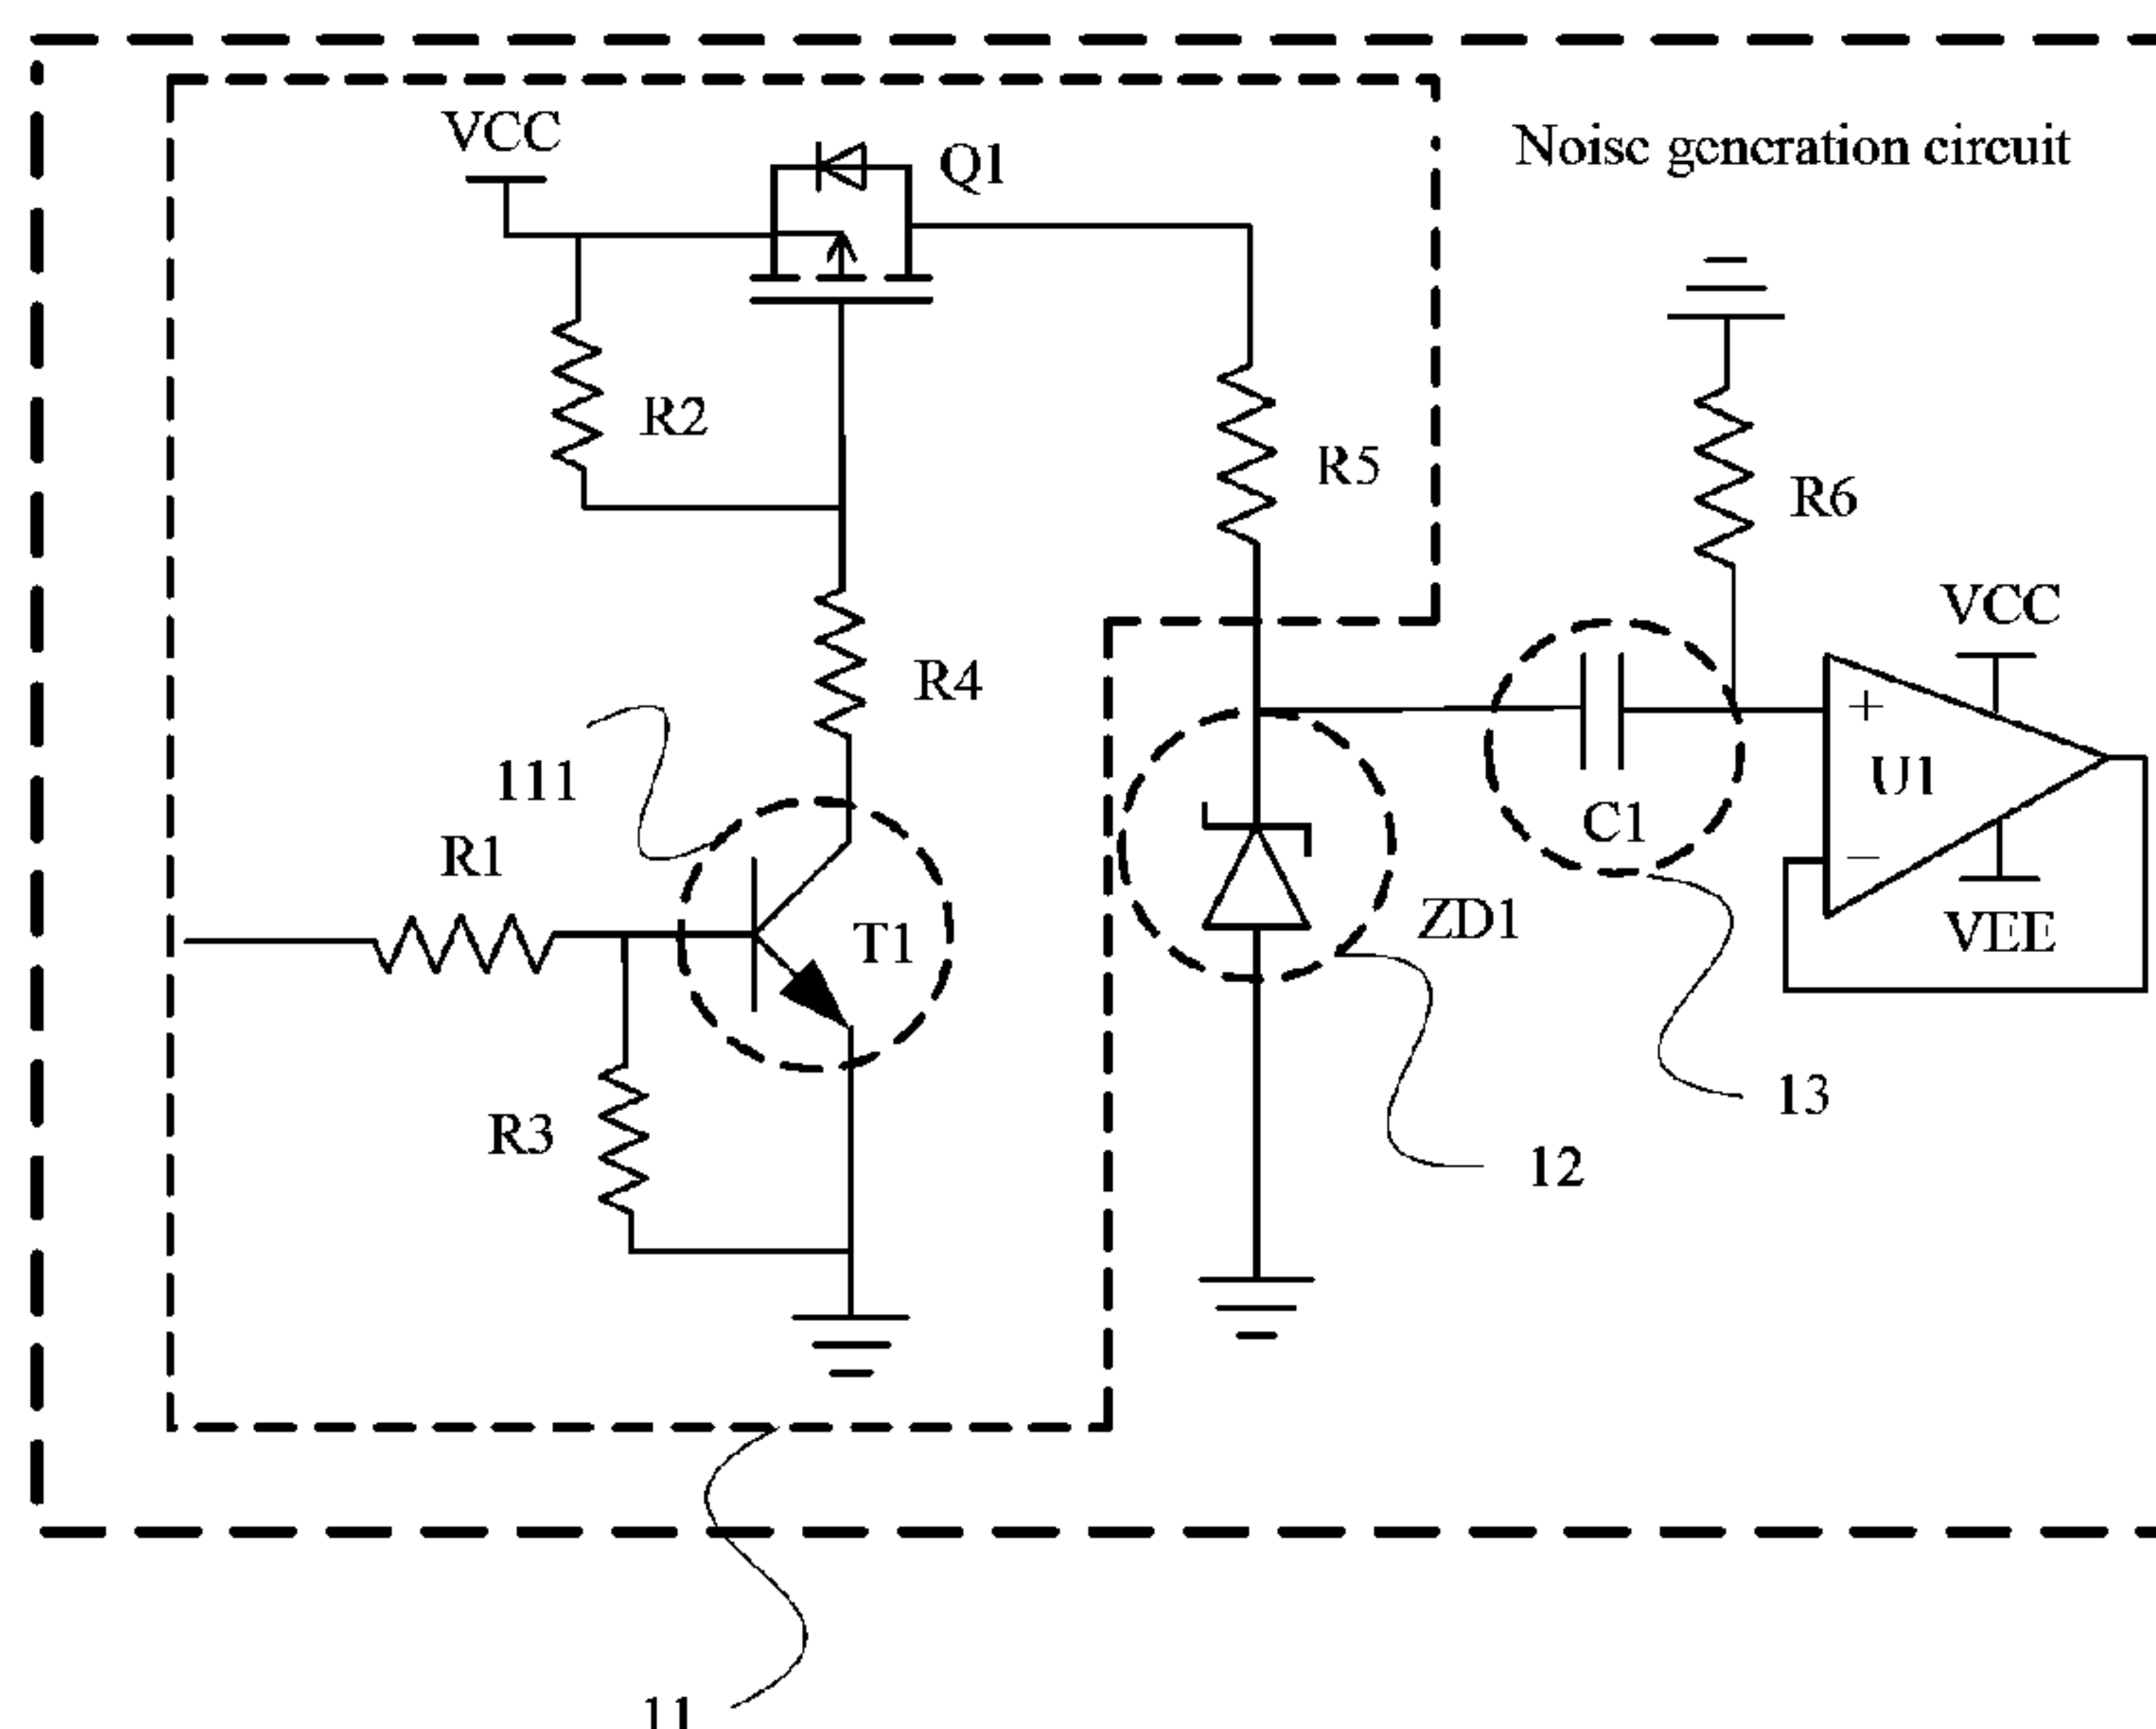 VCC
Q1
Noise generation circuit
R2
R5
R6
VCC
R4
111
U1
C1
R1
T1
ZD1
VEE
13
R3
12
11